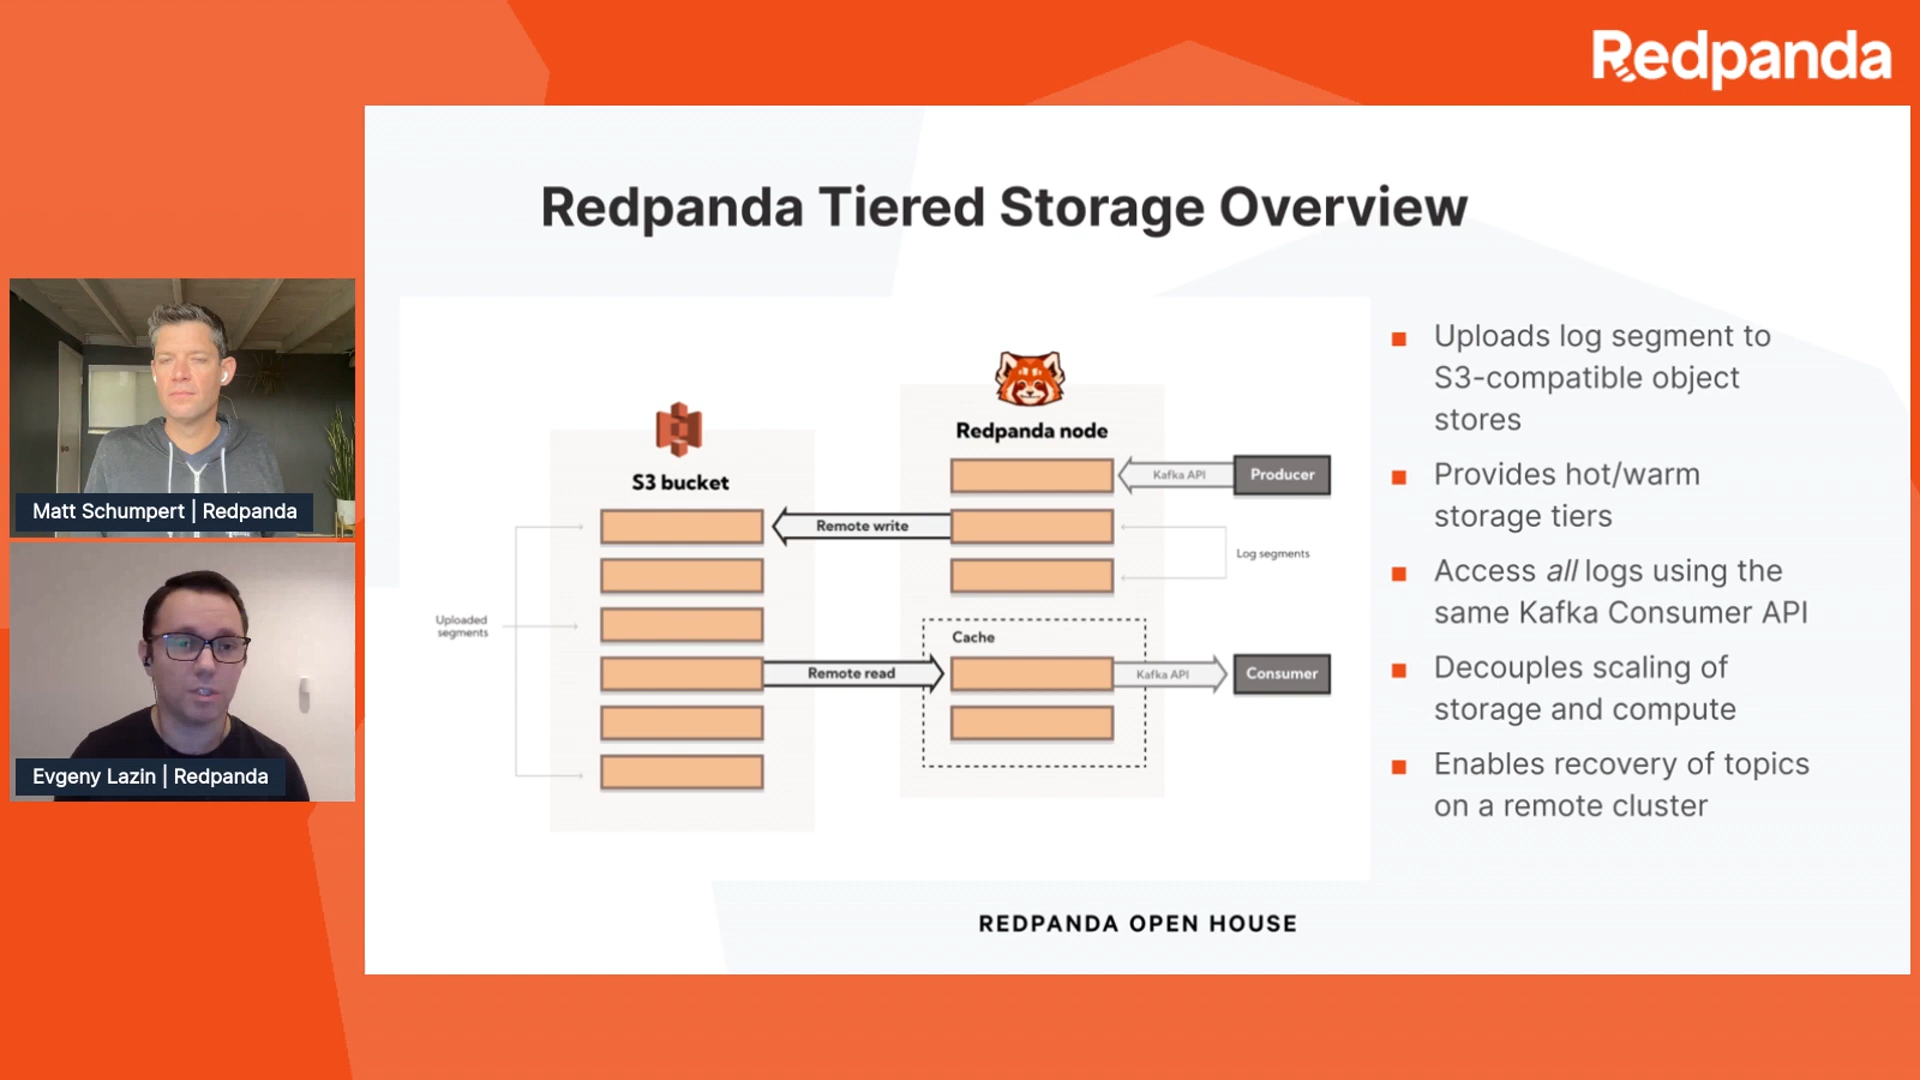 Redpanda
Redpanda Tiered Storage Overview
Matt Schumpert | Redpanda
Evgeny Lazin | Redpanda
S3 bucket
Uploaded
segments
Remote write
Remote read
Redpanda node
Kafka API
Producer
Log segments
Cache
Kafka API
Consumer
Uploads log segment to
S3-compatible object
stores
Provides hot/warm
storage tiers
Access all logs using the
same Kafka Consumer API
Decouples scaling of
storage and compute
Enables recovery of topics
on a remote cluster
REDPANDA OPEN HOUSE